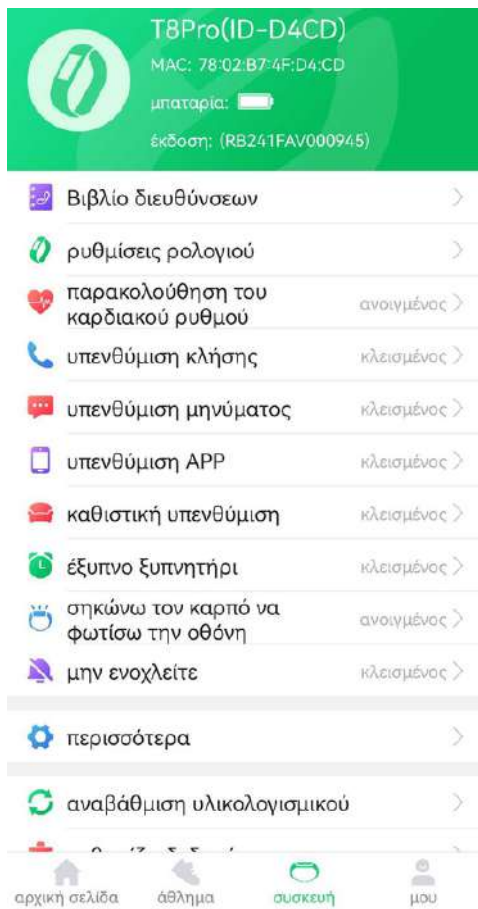 T8Pro(ID-D4CD)
MAC: 78:02:B7:4F:D4:CD
μπαταρία:
έκδοση: (RB241FAV000945)
Βιβλίο διευθύνσεων
ρυθμίσεις ρολογιού
παρακολούθηση του
καρδιακού ρυθμού
ανοιγμένος
υπενθύμιση κλήσης
κλεισμένος
υπενθύμιση μηνύματος
κλεισμένος
υπενθύμιση APP
κλεισμένος
καθιστική υπενθύμιση
κλεισμένος
έξυπνο ξυπνητήρι
κλεισμένος
σηκώνω τον καρπό να
φωτίσω την οθόνη
ανοιγμένος
μην ενοχλείτε
κλεισμένος
περισσότερα
αναβάθμιση υλικολογισμικού
αρχική σελίδα
άθλημα
συσκευή
μου